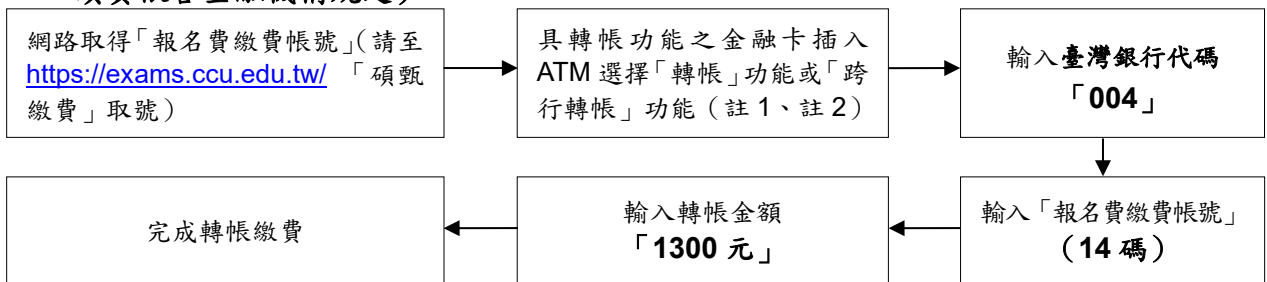 網路取得「報名費繳費帳號」(請至
https://exams.ccu.edu.tw/ 「碩甄
繳費」取號)
具轉帳功能之金融卡插入
ATM 選擇「轉帳」功能或「跨
行轉帳」功能（註 1、註 2）
輸入臺灣銀行代碼
「004」
輸入「報名費繳費帳號」
（14 碼）
輸入轉帳金額
「1300 元」
完成轉帳繳費